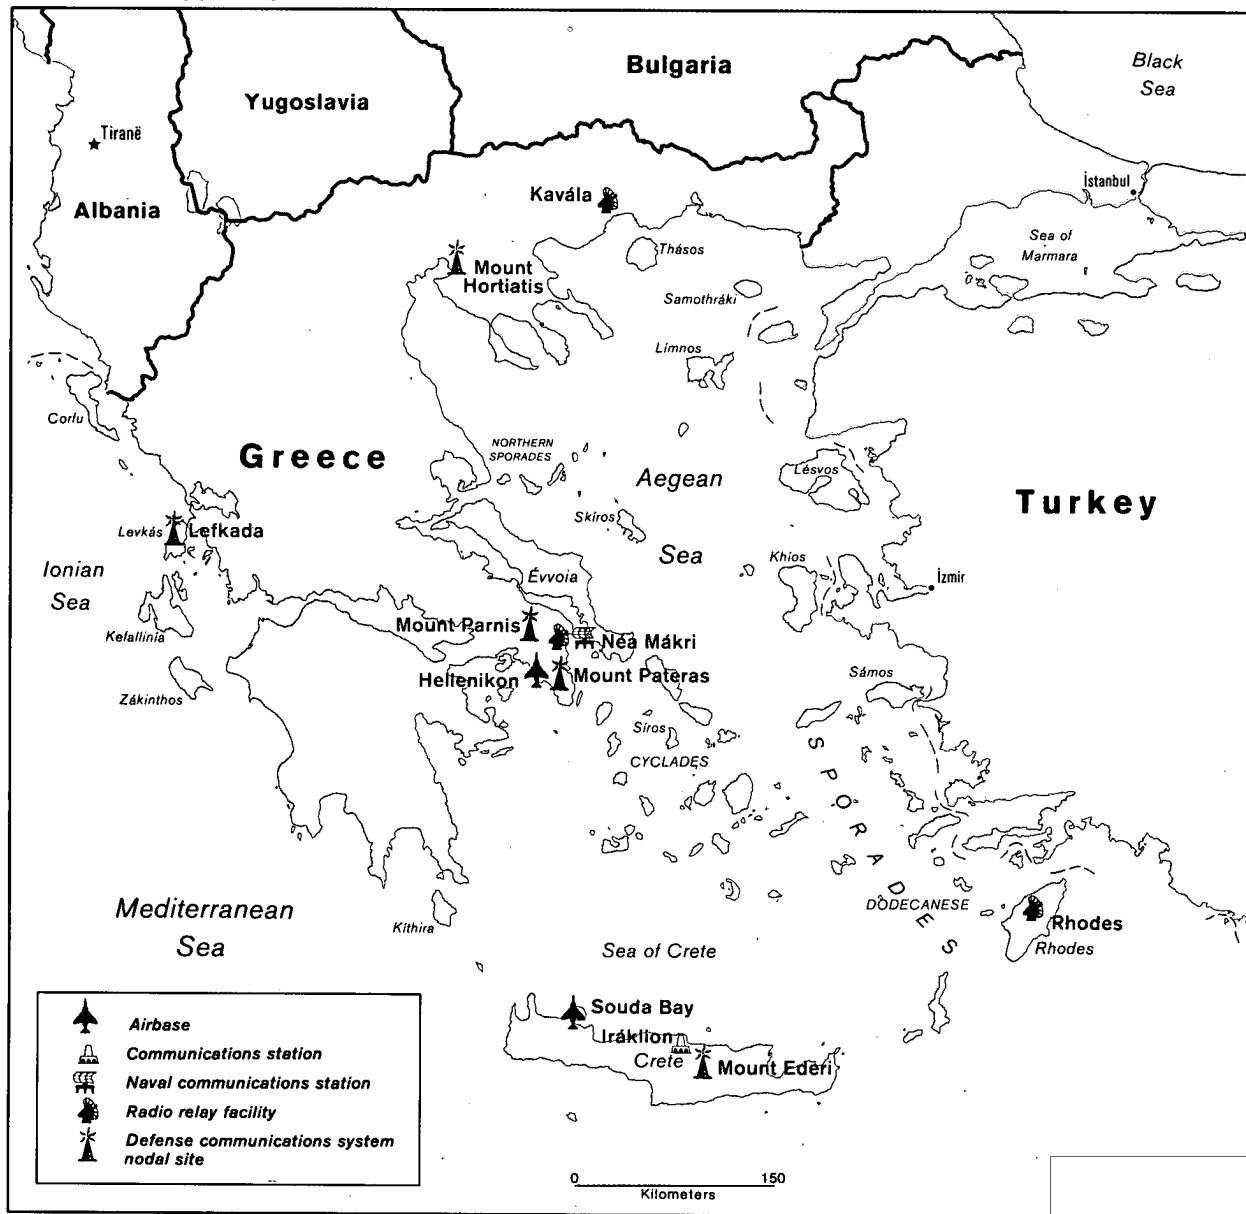 Bulgaria
Black
Sea
Yugoslavia
Tiranë
Albania
Kavála
İstanbul
Thásos
Sea of
Marmara
Mount
Hortiatis
Samothráki
Límnos
Corfu
Greece
NORTHERN
SPORADES
Aegean
Lésvos
Turkey
Skíros
Levkás
Lefkada
Sea
Khíos
Ionian
Sea
Évvoia
İzmir
Kefallinía
Mount Parnis
Néa Mákri
Hellenikon
Mount Pateras
Sámos
Zákinthos
Síros
CYCLADES
SPÓRADES
Mediterranean
Sea
Kíthira
DODECANESE
Rhodes
Rhodes
Sea of Crete
Souda Bay
Iráklion
Crete
Mount Ederi
Airbase
Communications station
Naval communications station
Radio relay facility
Defense communications system
nodal site
0 150
Kilometers